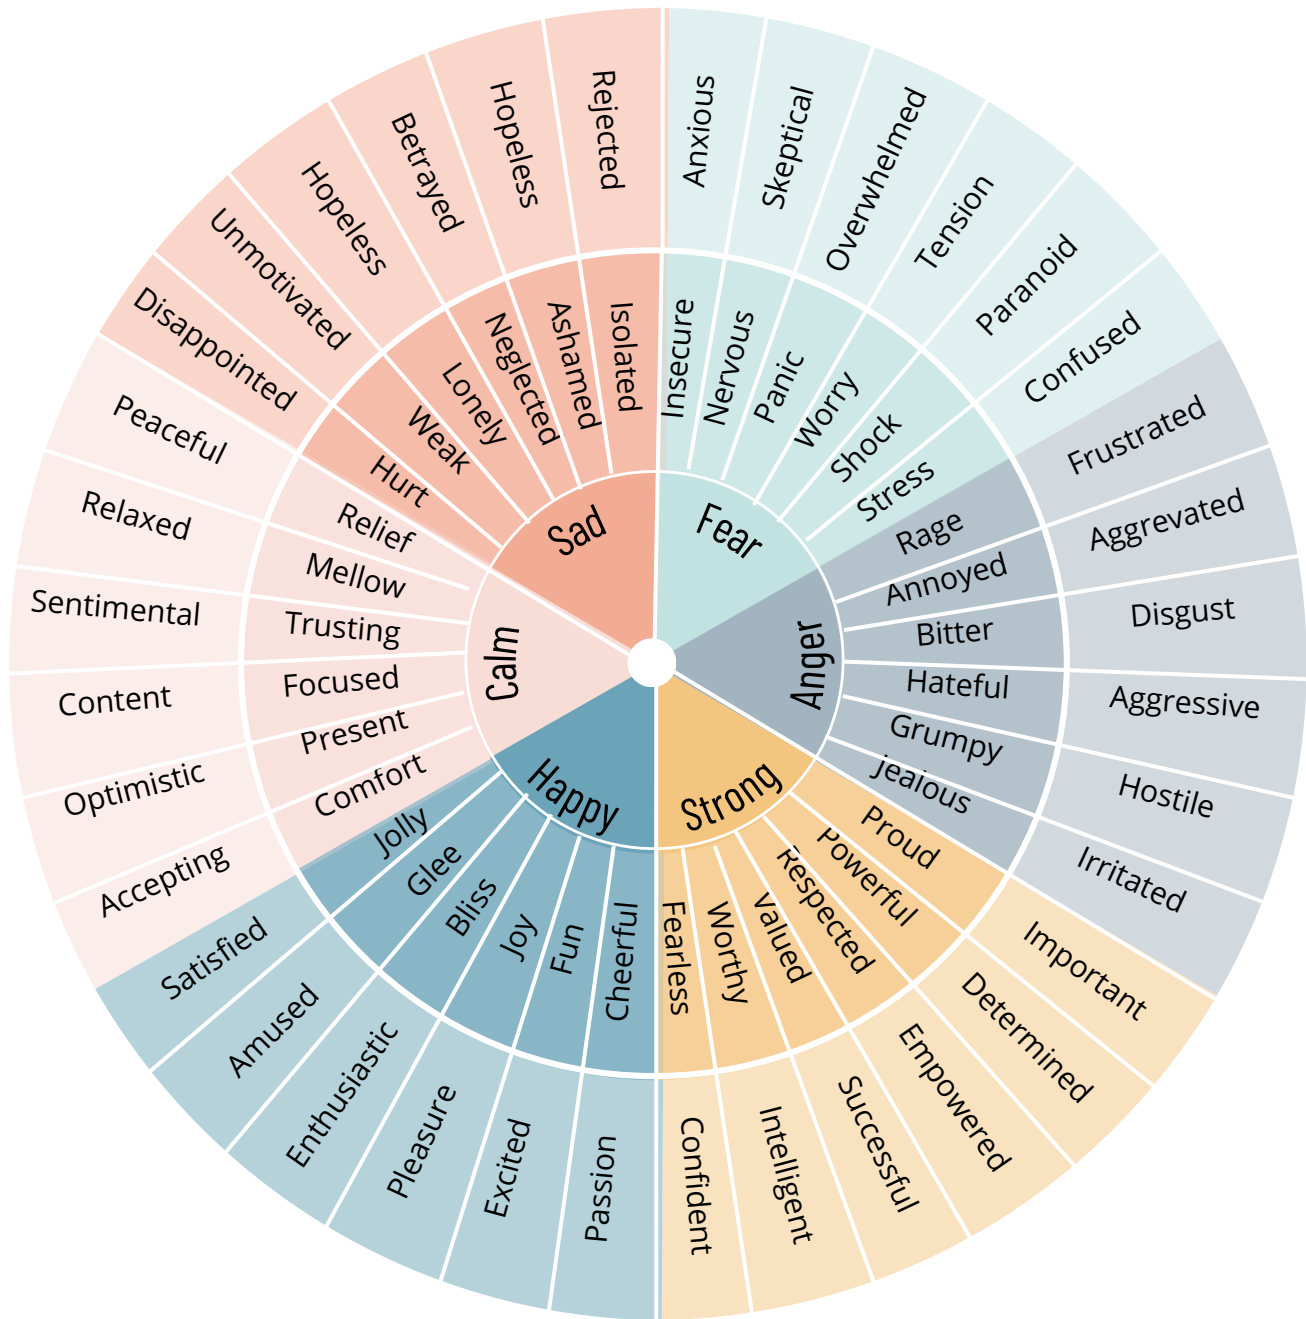 Sad
Fear
Anger
Strong
Happy
Calm
Isolated
Ashamed
Neglected
Lonely
Weak
Hurt
Rejected
Hopeless
Betrayed
Hopeless
Unmotivated
Disappointed
Insecure
Nervous
Panic
Worry
Shock
Stress
Anxious
Skeptical
Overwhelmed
Tension
Paranoid
Confused
Rage
Annoyed
Bitter
Hateful
Grumpy
jealous
Frustrated
Aggrevated
Disgust
Aggressive
Hostile
Irritated
Proud
Powerful
Respected
Valued
Worthy
Fearless
Important
Determined
Empowered
Successful
Intelligent
Confident
Cheerful
Fun
Joy
Bliss
Glee
Jolly
Passion
Excited
Pleasure
Enthusiastic
Amused
Satisfied
Comfort
Present
Focused
Trusting
Mellow
Relief
Accepting
Optimistic
Content
Sentimental
Relaxed
Peaceful